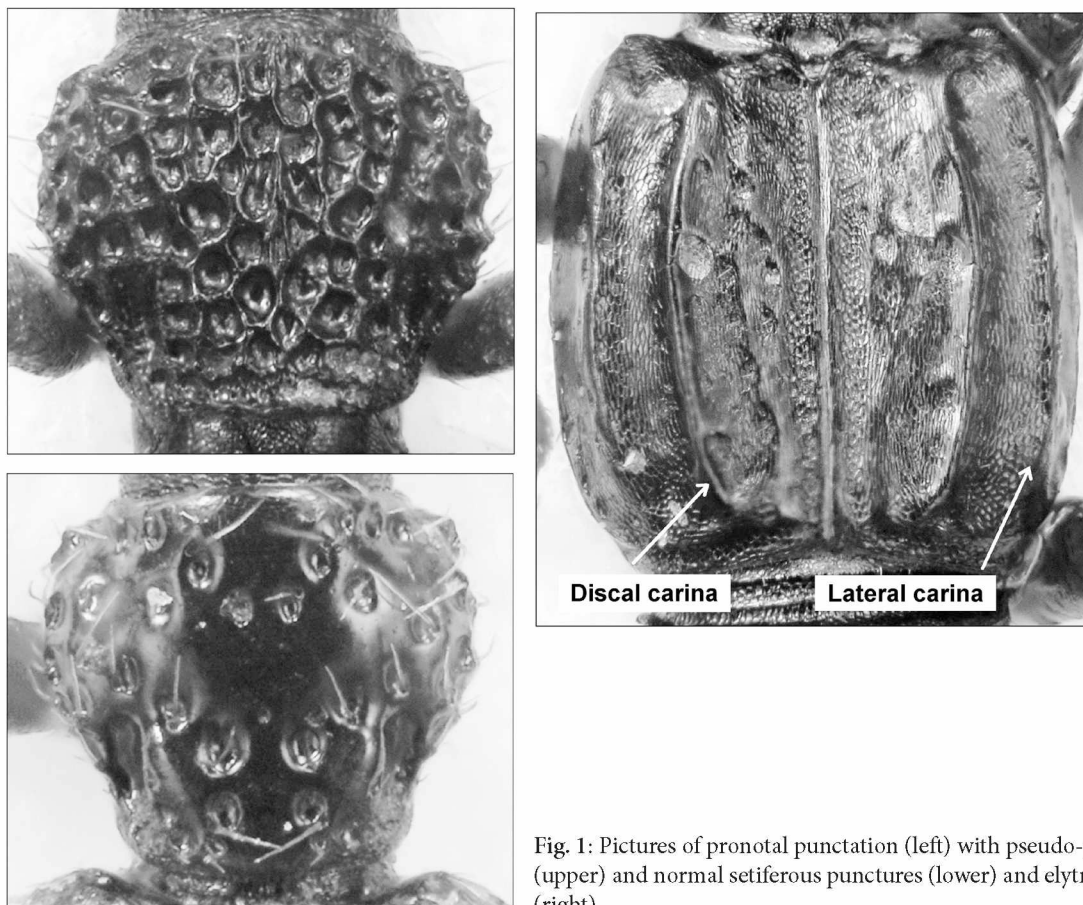 Discal carina
Lateral carina
Fig. 1: Pictures of pronotal punctation (left) with pseudo-
(upper) and normal setiferous punctures (lower) and elytr
(right)